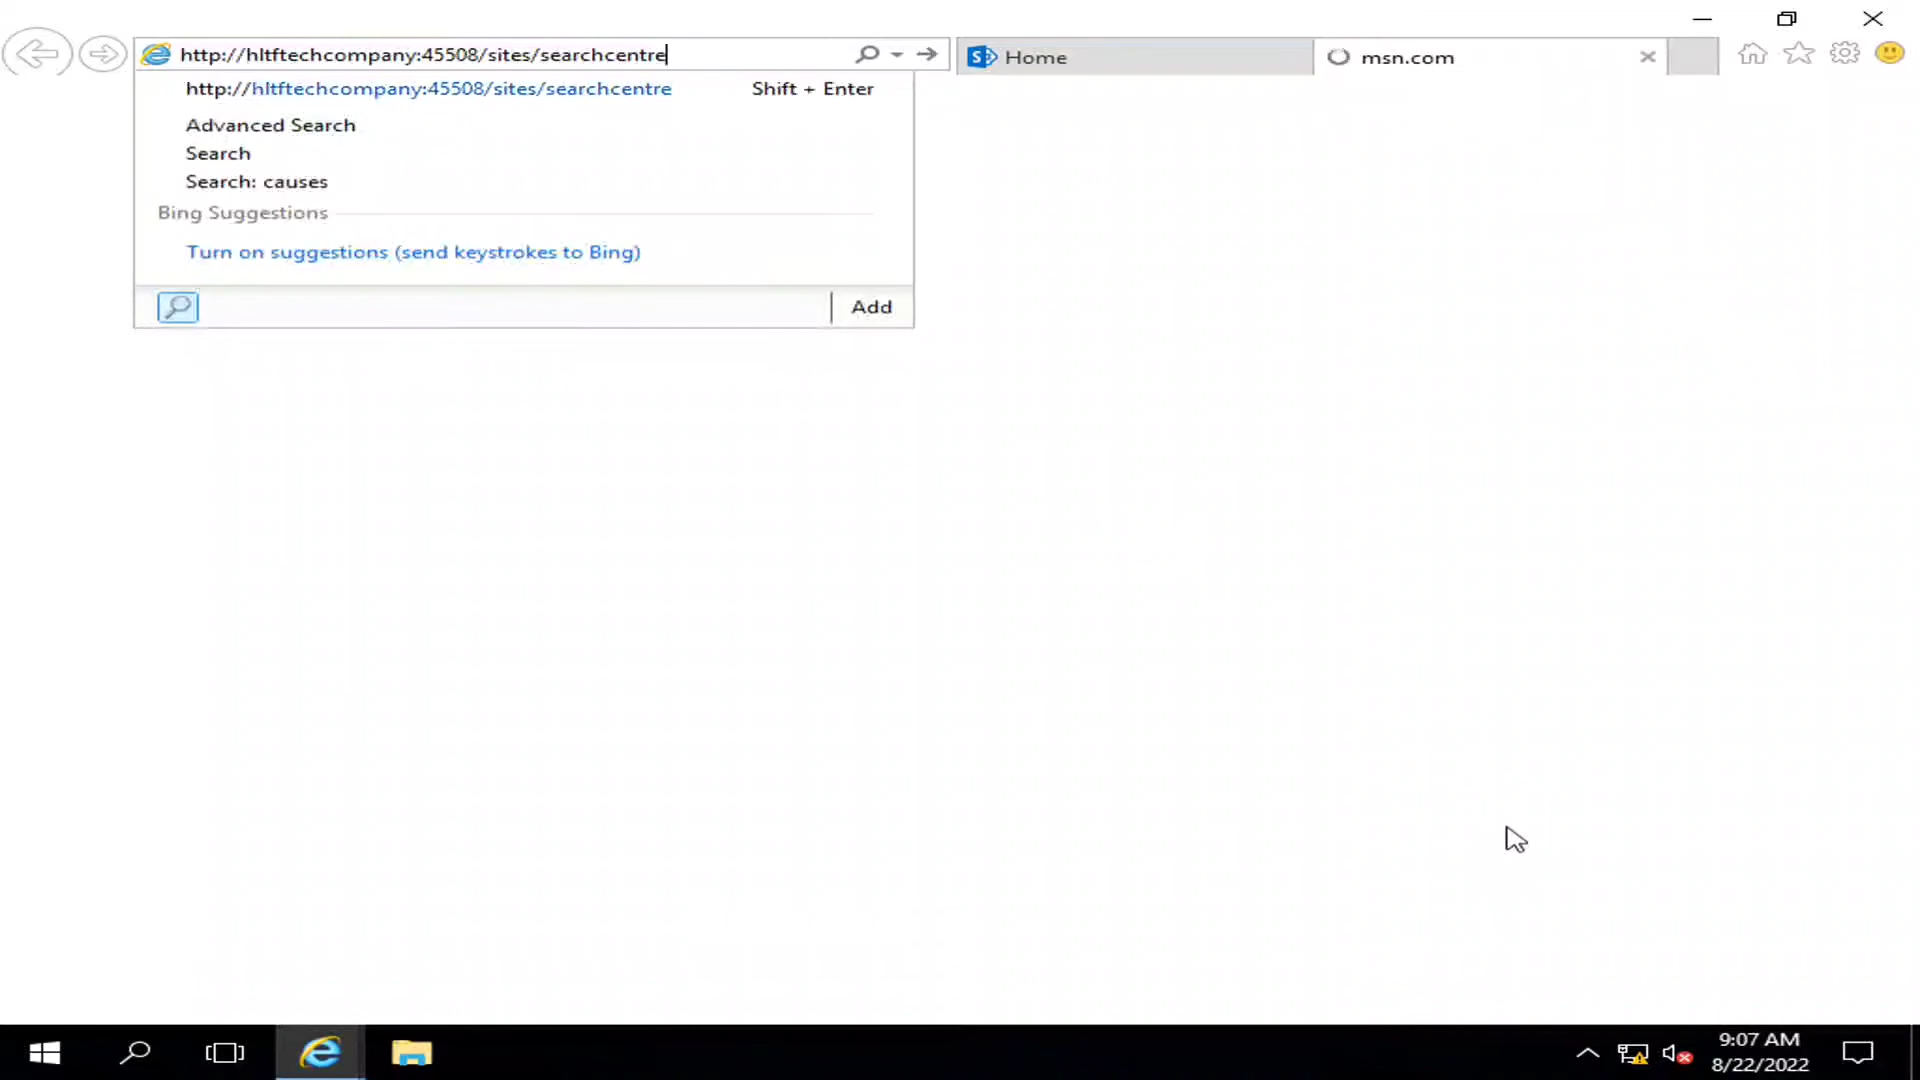 http://hltftechcompany:45508/sites/searchcentre
Home
msn.com
http://hltftechcompany:45508/sites/searchcentre Shift + Enter
Advanced Search
Search
Search: causes
Bing Suggestions
Turn on suggestions (send keystrokes to Bing)
Add
9:07 AM
8/22/2022